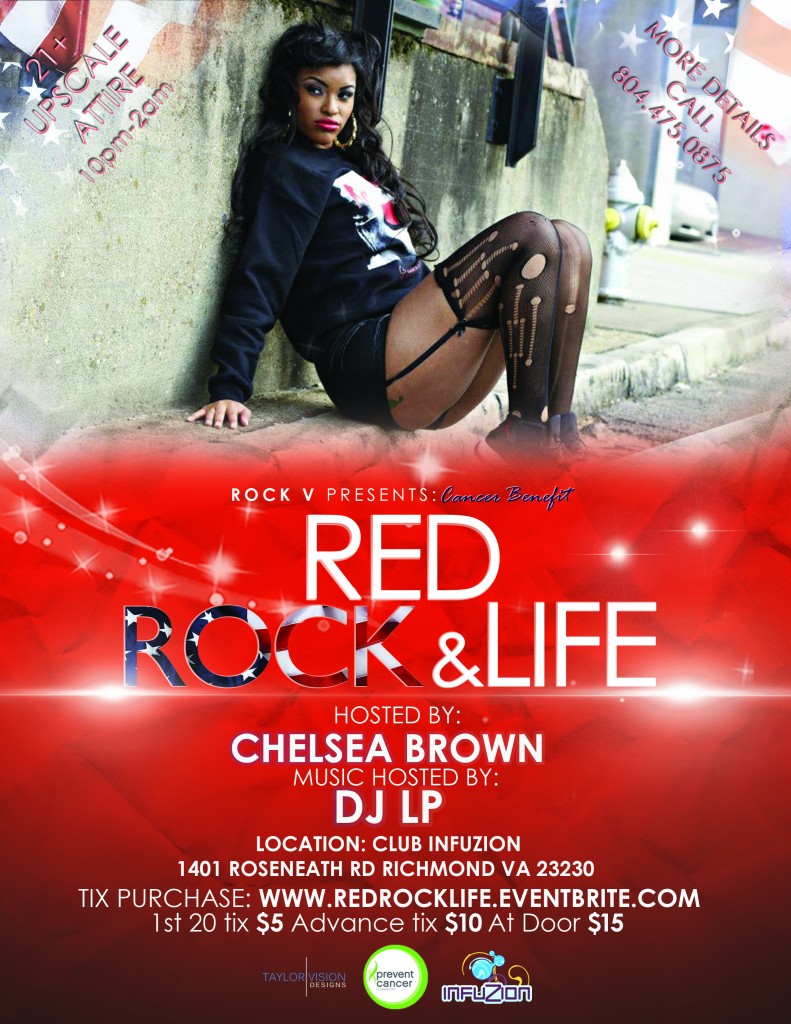 21+
UPSCALE
ATTIRE
10pm-2am
MORE DETAILS
CALL
804.475.0875
ROCK V PRESENTS: Cancer Benefit
RED
ROCK & LIFE
HOSTED BY:
CHELSEA BROWN
MUSIC HOSTED BY:
DJ LP
LOCATION: CLUB INFUZION
1401 ROSENEATH RD RICHMOND VA 23230
TIX PURCHASE: WWW.REDROCKLIFE.EVENTBRITE.COM
1st 20 tix $5 Advance tix $10 At Door $15
TAYLOR VISION
DESIGNS
prevent
cancer
INFUZION